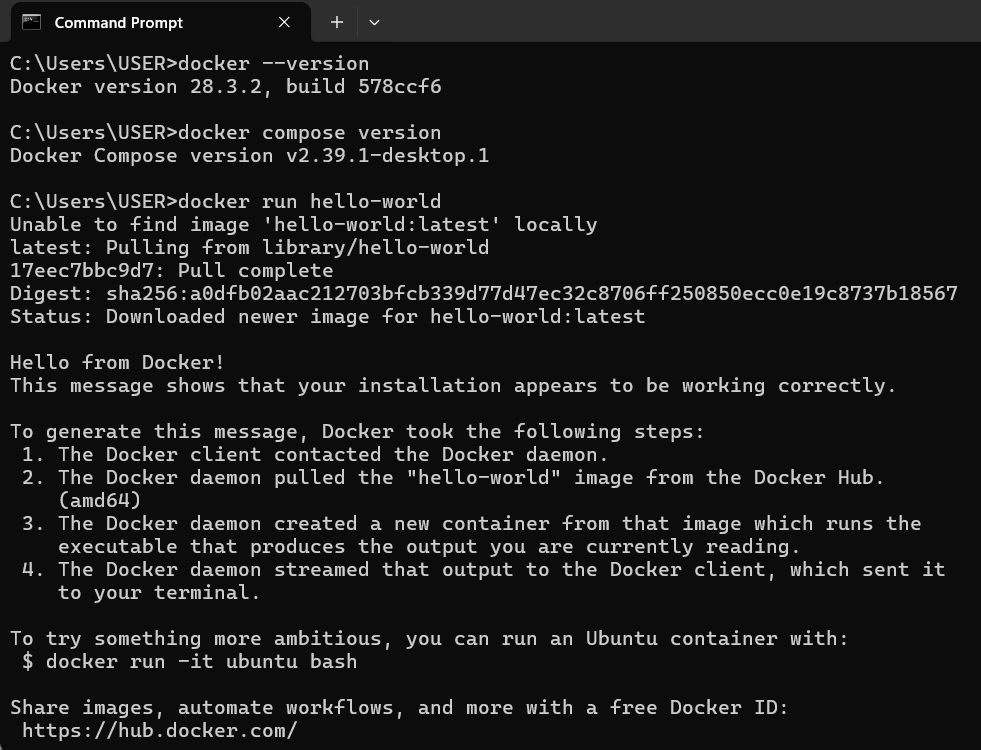 Command Prompt
C:\Users\USER>docker --version
Docker version 28.3.2, build 578ccf6
C:\Users\USER>docker compose version
Docker Compose version v2.39.1-desktop.1
C:\Users\USER>docker run hello-world
Unable to find image 'hello-world:latest' locally
latest: Pulling from library/hello-world
17eec7bbc9d7: Pull complete
Digest: sha256:a0dfb02aac212703bfcb339d77d47ec32c8706ff250850ecc0e19c8737b18567
Status: Downloaded newer image for hello-world:latest
Hello from Docker!
This message shows that your installation appears to be working correctly.
To generate this message, Docker took the following steps:
1. The Docker client contacted the Docker daemon.
2. The Docker daemon pulled the "hello-world" image from the Docker Hub.
(amd64)
3. The Docker daemon created a new container from that image which runs the
executable that produces the output you are currently reading.
4. The Docker daemon streamed that output to the Docker client, which sent it
to your terminal.
To try something more ambitious, you can run an Ubuntu container with:
$ docker run -it ubuntu bash
Share images, automate workflows, and more with a free Docker ID:
https://hub.docker.com/